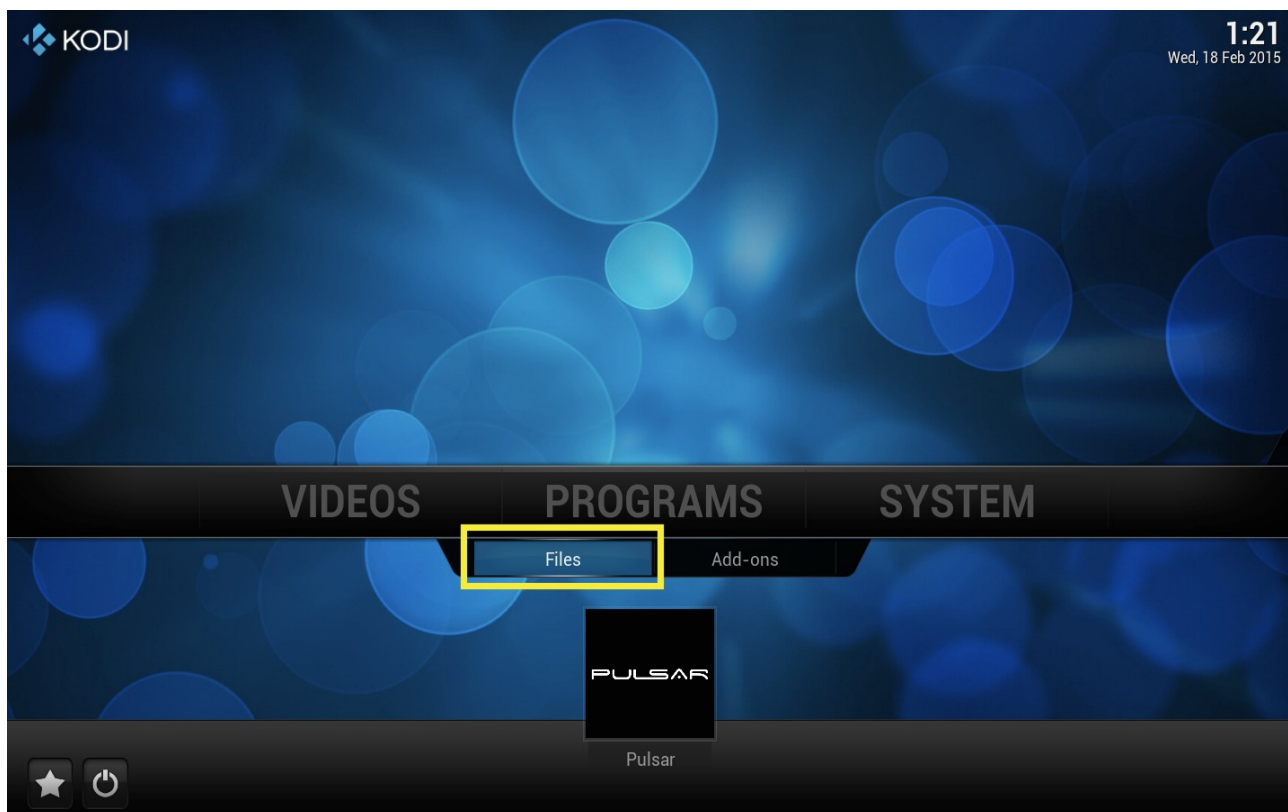 KODI
1:21
Wed, 18 Feb 2015
VIDEOS PROGRAMS SYSTEM
Files Add-ons
PULSAR
Pulsar